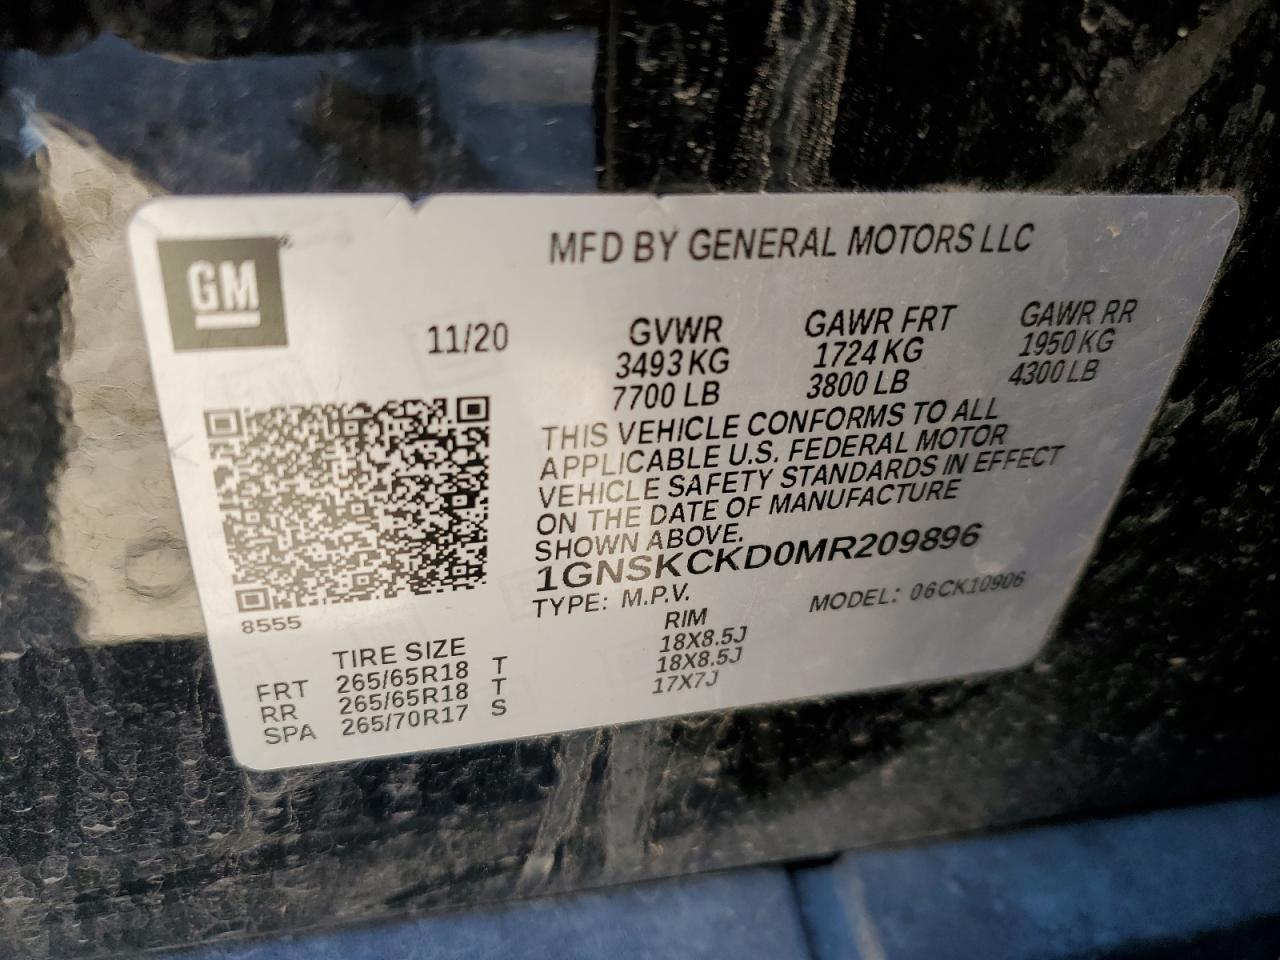 GM
MFD BY GENERAL MOTORS LLC
11/20 GVWR GAWR FRT GAWR RR
3493 KG 1724 KG 1950 KG
7700 LB 3800 LB 4300 LB
THIS VEHICLE CONFORMS TO ALL
APPLICABLE U.S. FEDERAL MOTOR
VEHICLE SAFETY STANDARDS IN EFFECT
ON THE DATE OF MANUFACTURE
SHOWN ABOVE.
1GNSKCKD0MR209896
TYPE: M.P.V. MODEL: 06CK10906
8555
TIRE SIZE RIM
FRT 265/65R18 T 18X8.5J
RR 265/65R18 T 18X8.5J
SPA 265/70R17 S 17X7J